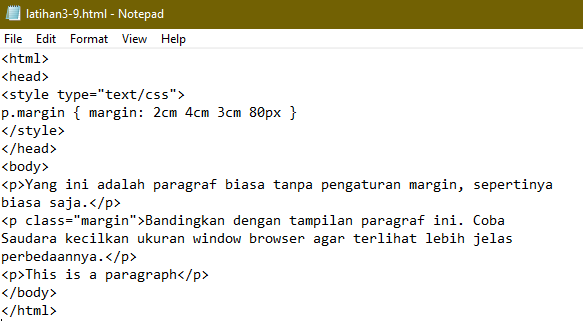 latihan3-9.html - Notepad
File Edit Format View Help
<html>
<head>
<style type="text/css">
p.margin { margin: 2cm 4cm 3cm 80px }
</style>
</head>
<body>
<p>Yang ini adalah paragraf biasa tanpa pengaturan margin, sepertinya
biasa saja.</p>
<p class="margin">Bandingkan dengan tampilan paragraf ini. Coba
Saudara kecilkan ukuran window browser agar terlihat lebih jelas
perbedaannya.</p>
<p>This is a paragraph</p>
</body>
</html>